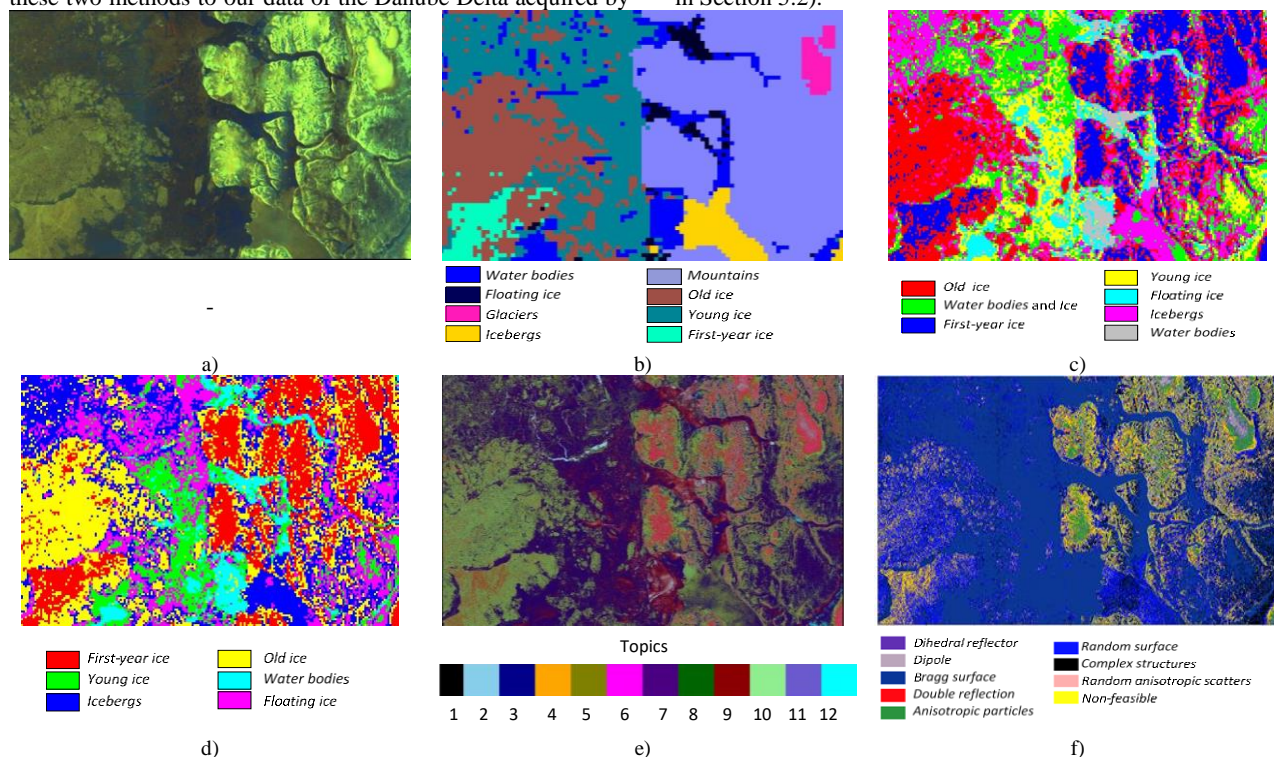 these two methods to our data of the Danube Delta acquired by
in Section 3.2).
-
a)
Water bodies
Floating ice
Glaciers
Icebergs
Mountains
Old ice
Young ice
First-year ice
b)
Old ice
Water bodies and Ice
First-year ice
Young ice
Floating ice
Icebergs
Water bodies
c)
First-year ice
Young ice
Icebergs
Old ice
Water bodies
Floating ice
d)
Topics
1 2 3 4 5 6 7 8 9 10 11 12
e)
Dihedral reflector
Dipole
Bragg surface
Double reflection
Anisotropic particles
Random surface
Complex structures
Random anisotropic scatters
Non-feasible
f)